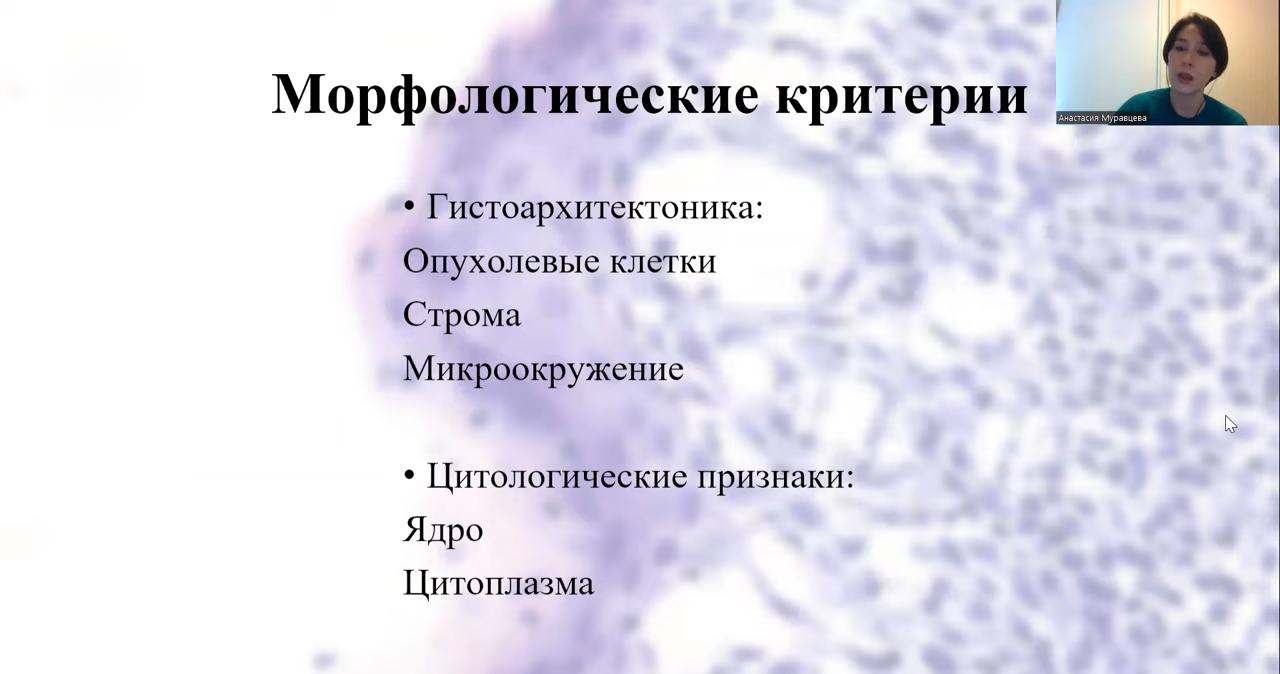 Морфологические критерии
Анастасия Муравцева
• Гистоархитектоника:
Опухолевые клетки
Строма
Микроокружение
• Цитологические признаки:
Ядро
Цитоплазма